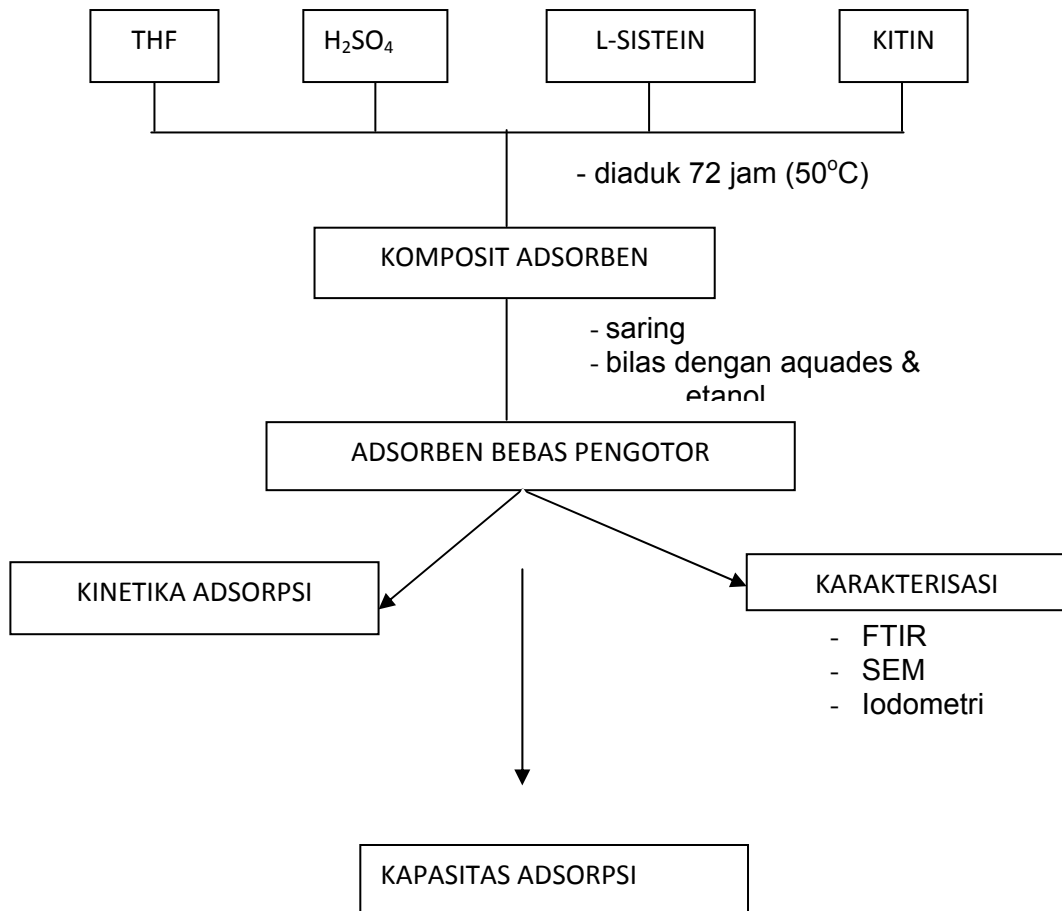 THF
H₂SO₄
L-SISTEIN
KITIN
- diaduk 72 jam (50°C)
KOMPOSIT ADSORBEN
- saring
- bilas dengan aquades &
etanol
ADSORBEN BEBAS PENGOTOR
KINETIKA ADSORPSI
KARAKTERISASI
- FTIR
- SEM
- Iodometri
KAPASITAS ADSORPSI